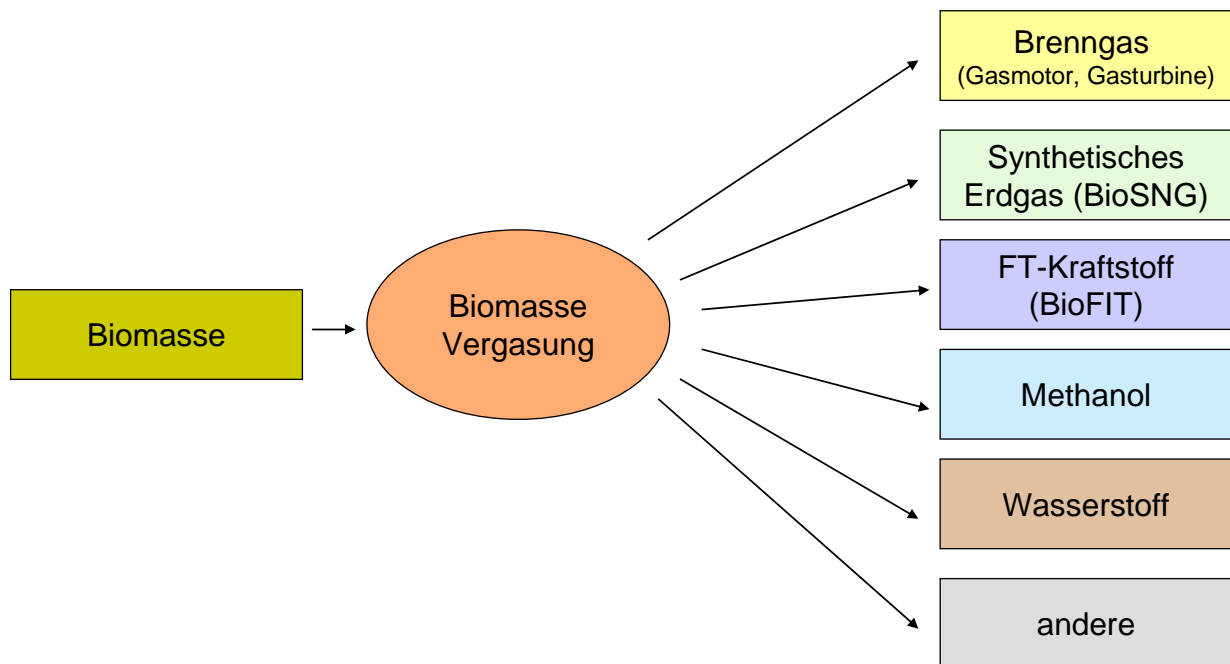 Biomasse
Biomasse
Vergasung
Brenngas
(Gasmotor, Gasturbine)
Synthetisches
Erdgas (BioSNG)
FT-Kraftstoff
(BioFIT)
Methanol
Wasserstoff
andere